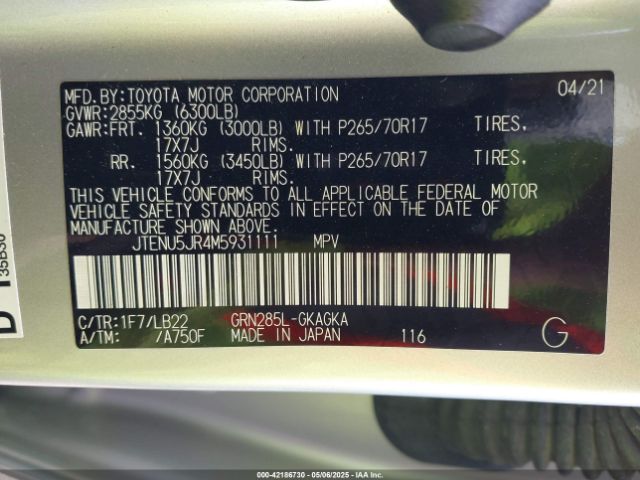 MFD.BY:TOYOTA MOTOR CORPORATION 04/21
GVWR:2855KG (6300LB)
GAWR:FRT. 1360KG (3000LB) WITH P265/70R17 TIRES,
17X7J RIMS.
RR. 1560KG (3450LB) WITH P265/70R17 TIRES,
17X7J RIMS.
THIS VEHICLE CONFORMS TO ALL APPLICABLE FEDERAL MOTOR
VEHICLE SAFETY STANDARDS IN EFFECT ON THE DATE OF
MANUFACTURE SHOWN ABOVE.
JTENU5JR4M5931111 MPV
C/TR:1F7/LB22 GRN285L-GKAGKA
A/TM: /A750F MADE IN JAPAN 116 G
000-42186730 - 05/06/2025 - IAA Inc.